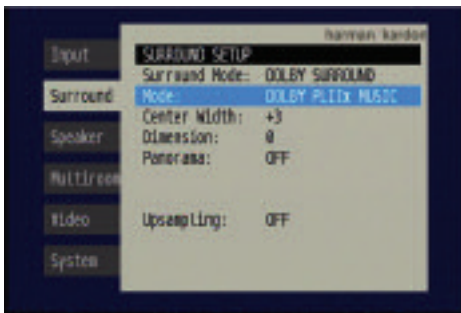 harman/kardon
Input
Surround
Speaker
Multiroom
Video
System
SURROUND SETUP
Surround Mode: DOLBY SURROUND
Mode: DOLBY PLIIx MUSIC
Center Width: +3
Dimension: 0
Panorama: OFF
Upsampling: OFF